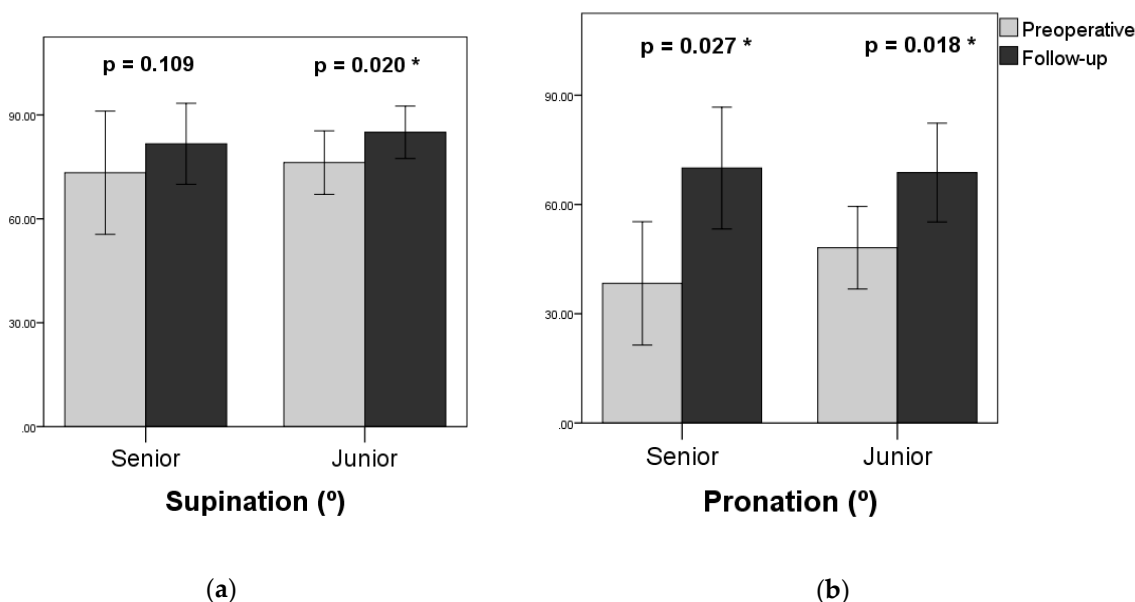 p = 0.109
p = 0.020 *
90.00
60.00
30.00
.00
Senior
Junior
Supination (º)
(a)
p = 0.027 *
p = 0.018 *
Preoperative
Follow-up
90.00
60.00
30.00
.00
Senior
Junior
Pronation (º)
(b)